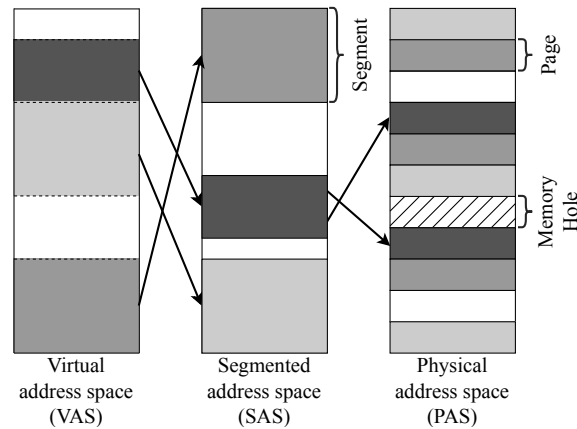 Segment
Page
Memory
Hole
Virtual
address space
(VAS)
Segmented
address space
(SAS)
Physical
address space
(PAS)